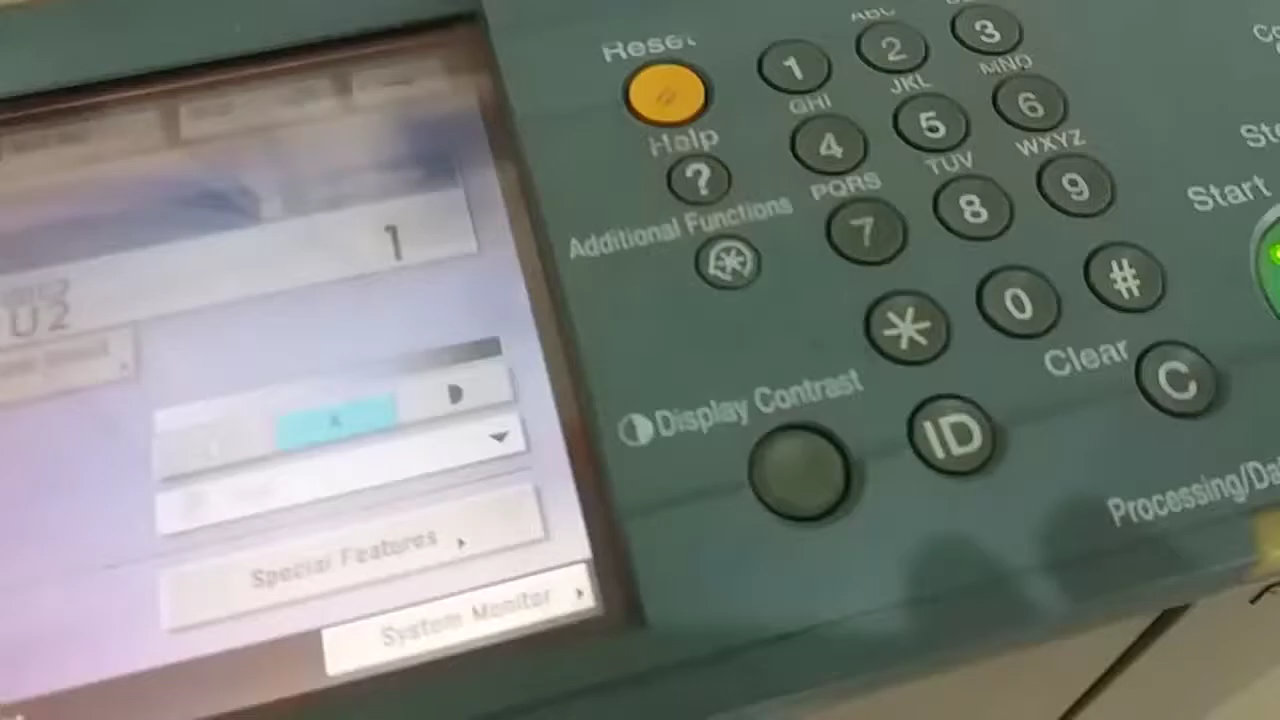 1
U2
Special Features
System Monitor
Reset
Help
?
Additional Functions
Display Contrast
ABC
1
2
3
GHI
JKL
MNO
4
5
6
PQRS
TUV
WXYZ
7
8
9
*
0
#
ID
Clear
C
Start
Processing/Da